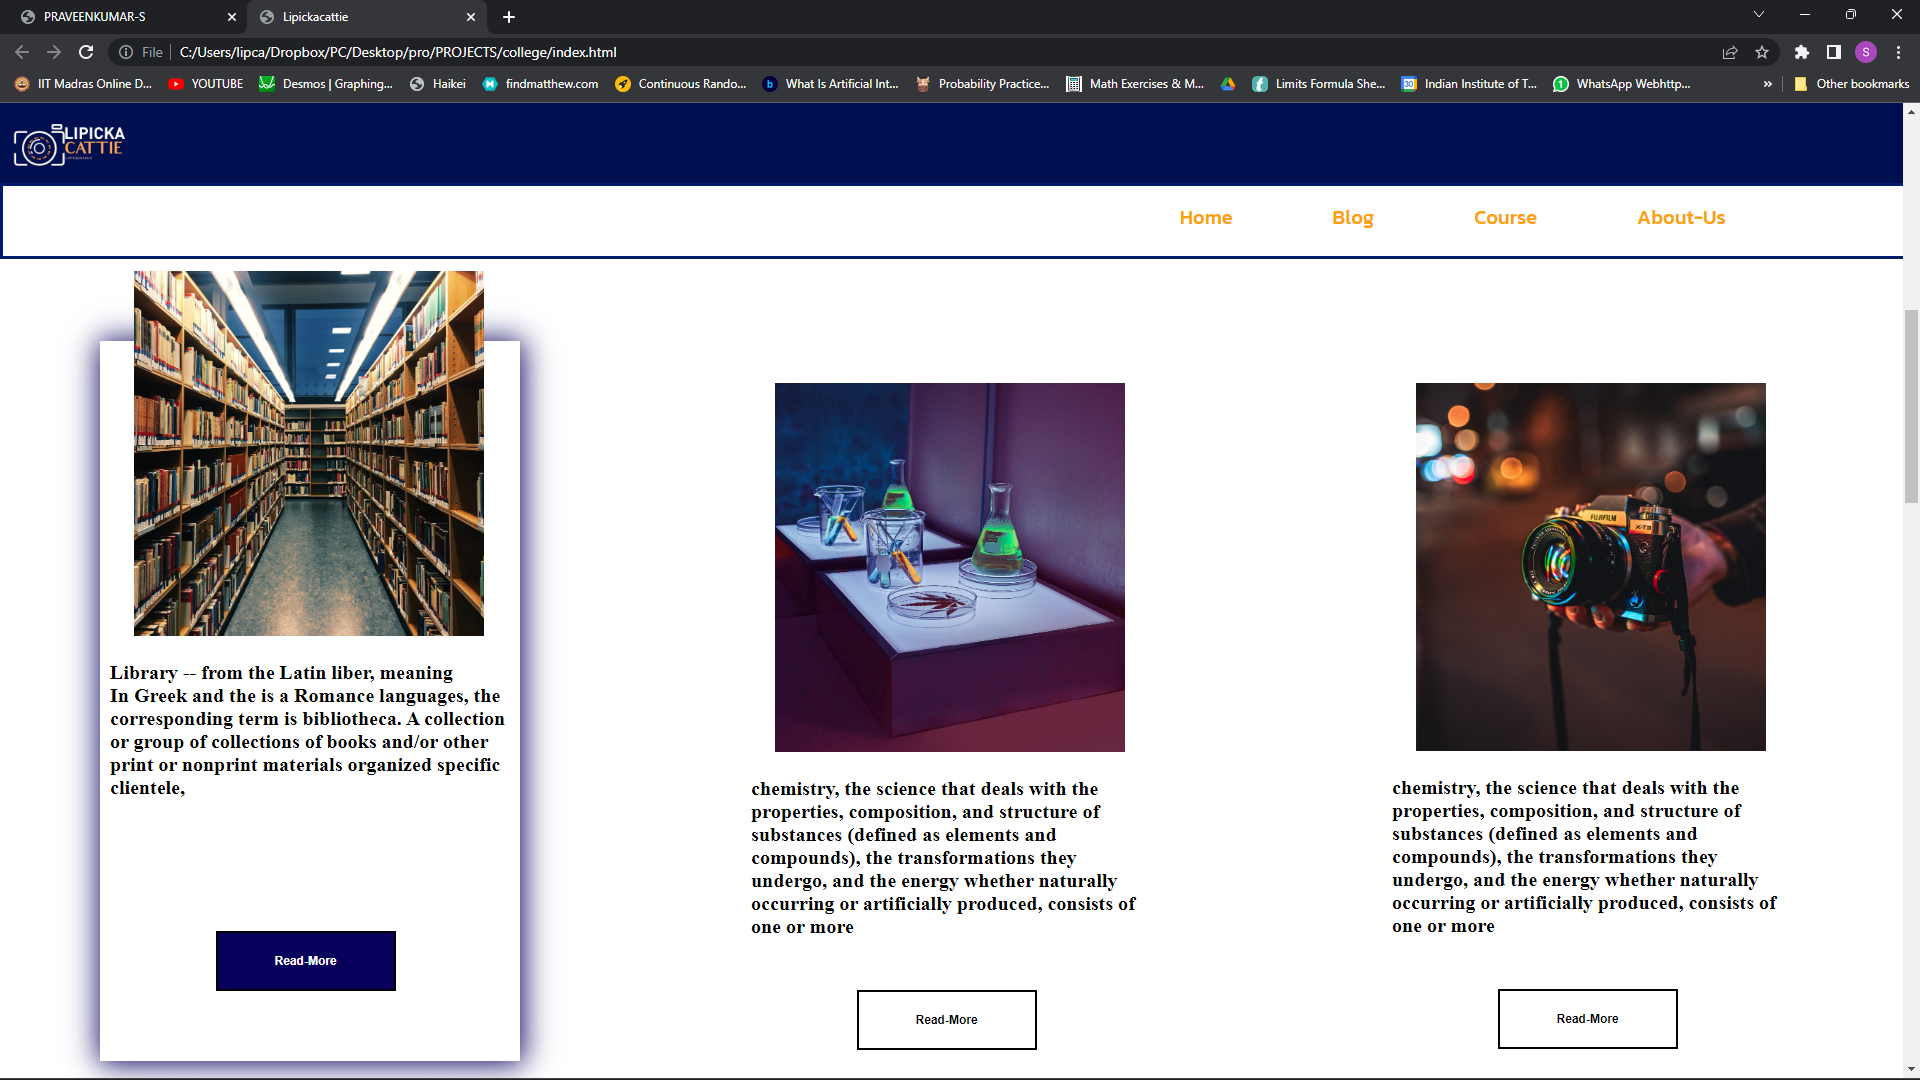 PRAVEENKUMAR-S
Lipickacattie
File
C:/Users/lipca/Dropbox/PC/Desktop/pro/PROJECTS/college/index.html
S
IIT Madras Online D...
YOUTUBE
Desmos | Graphing...
Haikei
findmatthew.com
Continuous Rando...
What Is Artificial Int...
Probability Practice...
Math Exercises & M...
Limits Formula She...
Indian Institute of T...
WhatsApp Webhttp...
Other bookmarks
LIPICKA
CATTIE
Home
Blog
Course
About-Us
Library -- from the Latin liber, meaning
In Greek and the is a Romance languages, the
corresponding term is bibliotheca. A collection
or group of collections of books and/or other
print or nonprint materials organized specific
clientele,
Read-More
chemistry, the science that deals with the
properties, composition, and structure of
substances (defined as elements and
compounds), the transformations they
undergo, and the energy whether naturally
occurring or artificially produced, consists of
one or more
Read-More
FUJIFILM
X-T3
chemistry, the science that deals with the
properties, composition, and structure of
substances (defined as elements and
compounds), the transformations they
undergo, and the energy whether naturally
occurring or artificially produced, consists of
one or more
Read-More